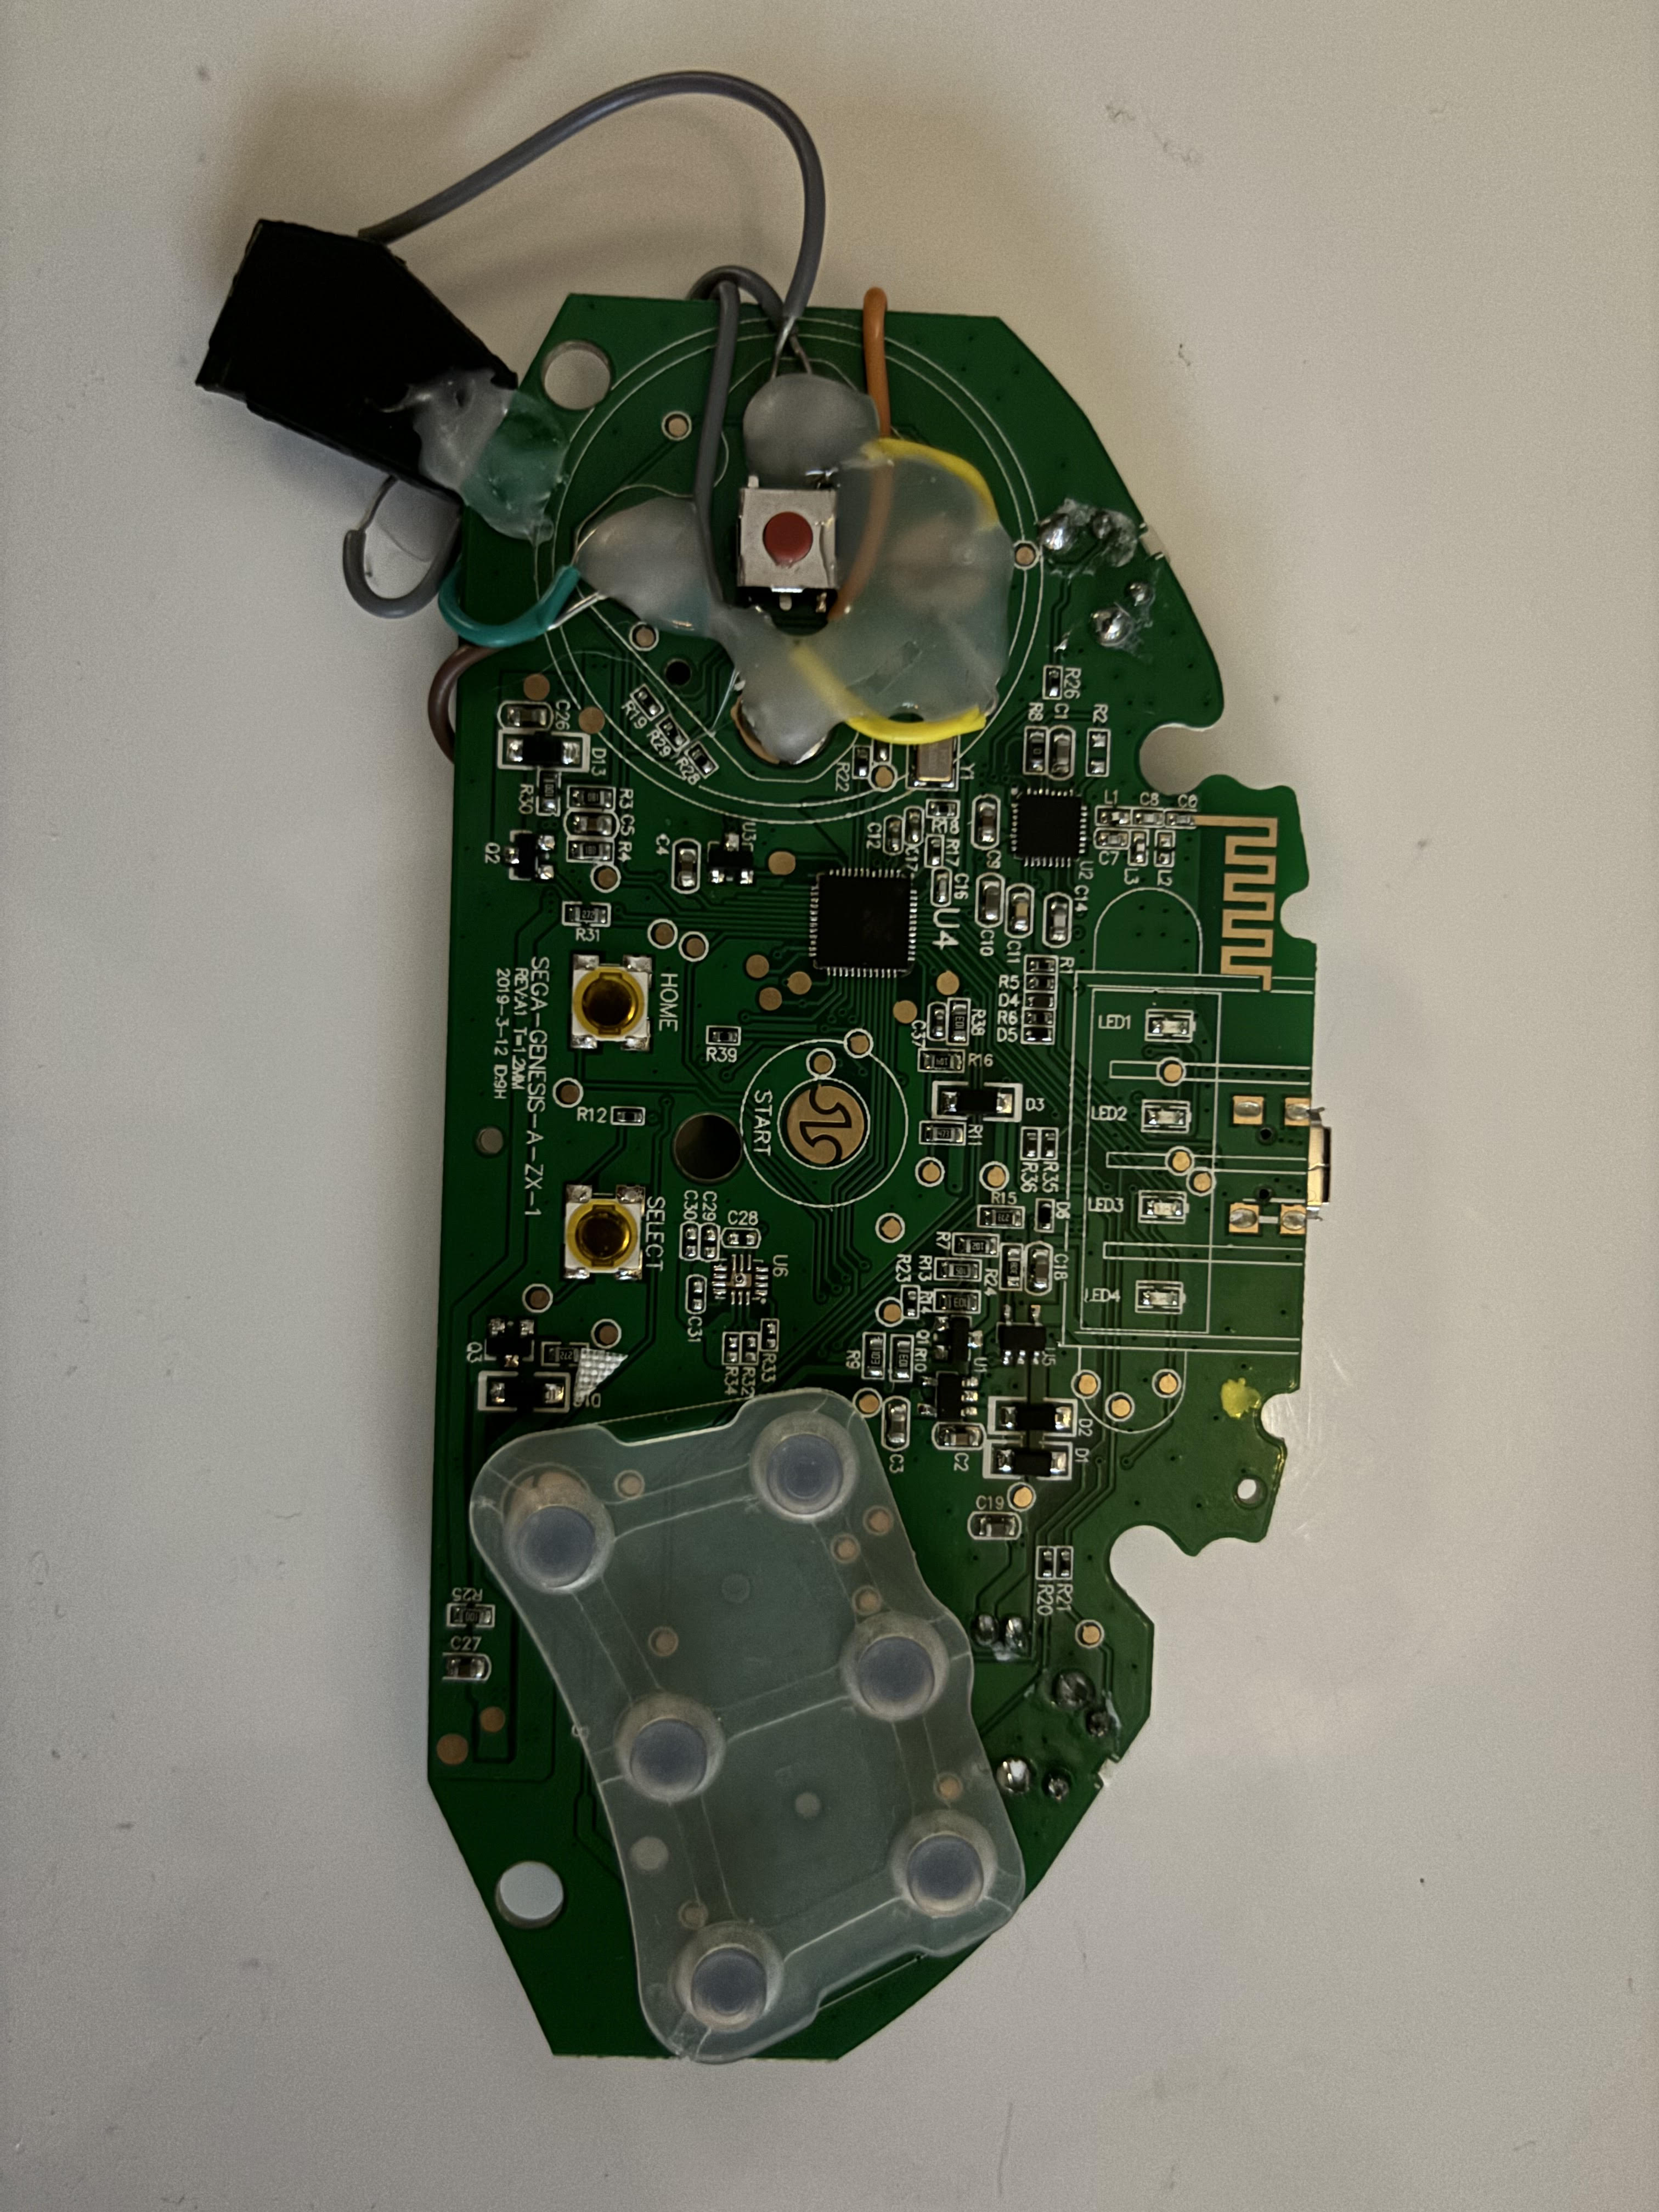 C26
D13
R19
R29
R28
R22
Y1
R26
R8
C1
R2
R30
R3
C5
R4
Q2
C4
U3
C12
C17
R18
R17
C16
C9
U2
L1
C8
C6
C7
L3
L2
R31
U4
C10
C11
C14
HOME
R39
R1
R5
D4
R6
D5
C37
R38
R16
LED1
SEGA-GENESIS-A-ZX-1
REV:A1 T=1.2MM
2019-3-12
R12
START
D3
R11
R36
R35
LED2
SELECT
C30
C29
C28
U6
C31
R15
D6
R7
R13
R23
R14
R24
C18
LED3
LED4
Q3
272
D16
R34
R32
R33
R9
R10
Q1
U1
U5
C3
C2
D2
D1
C19
R20
R21
R25
C27